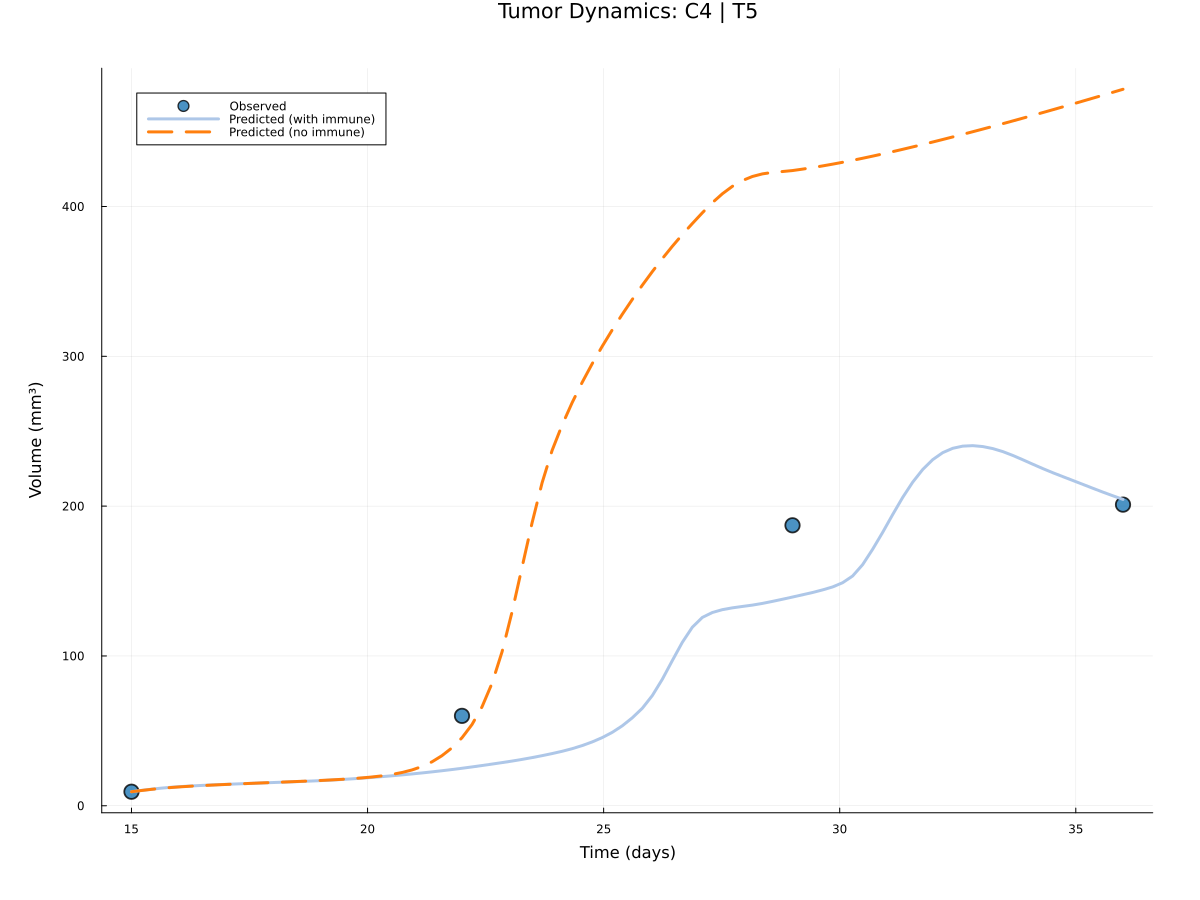 Tumor Dynamics: C4 | T5
Observed
Predicted (with immune)
Predicted (no immune)
Volume (mm³)
400
300
200
100
0
15
20
25
30
35
Time (days)